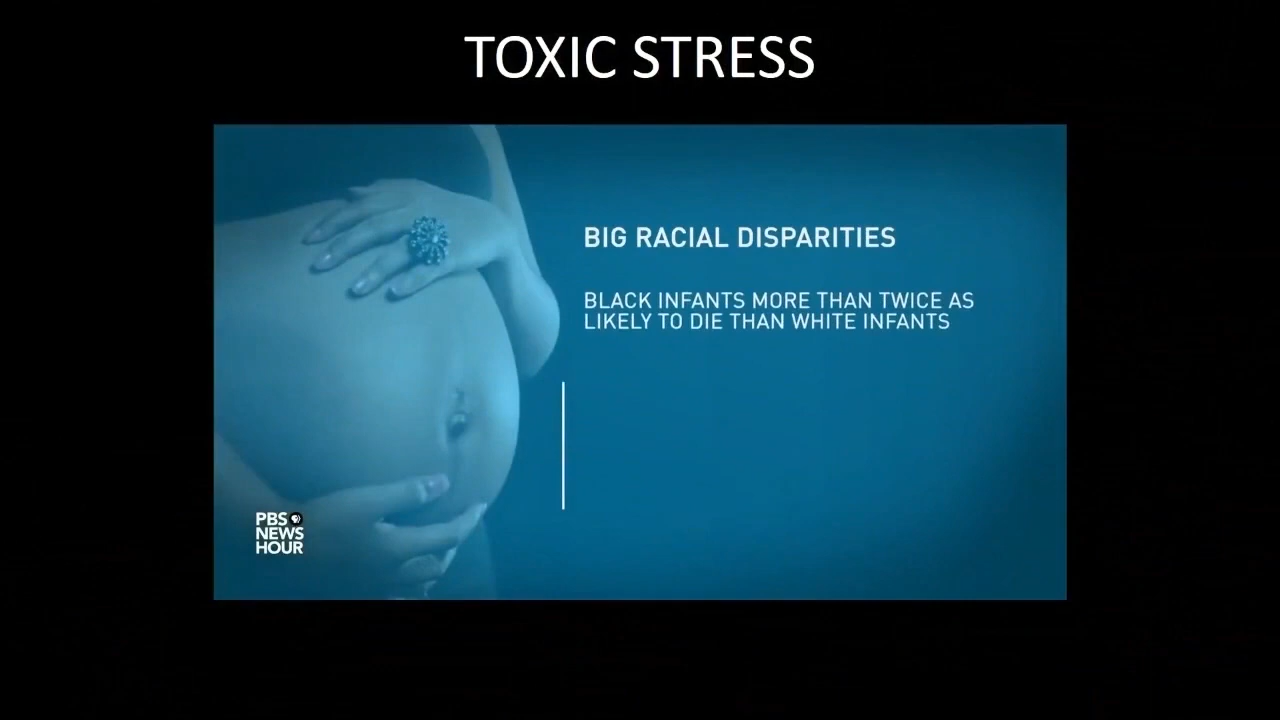 TOXIC STRESS
BIG RACIAL DISPARITIES
BLACK INFANTS MORE THAN TWICE AS
LIKELY TO DIE THAN WHITE INFANTS
PBS
NEWS
HOUR